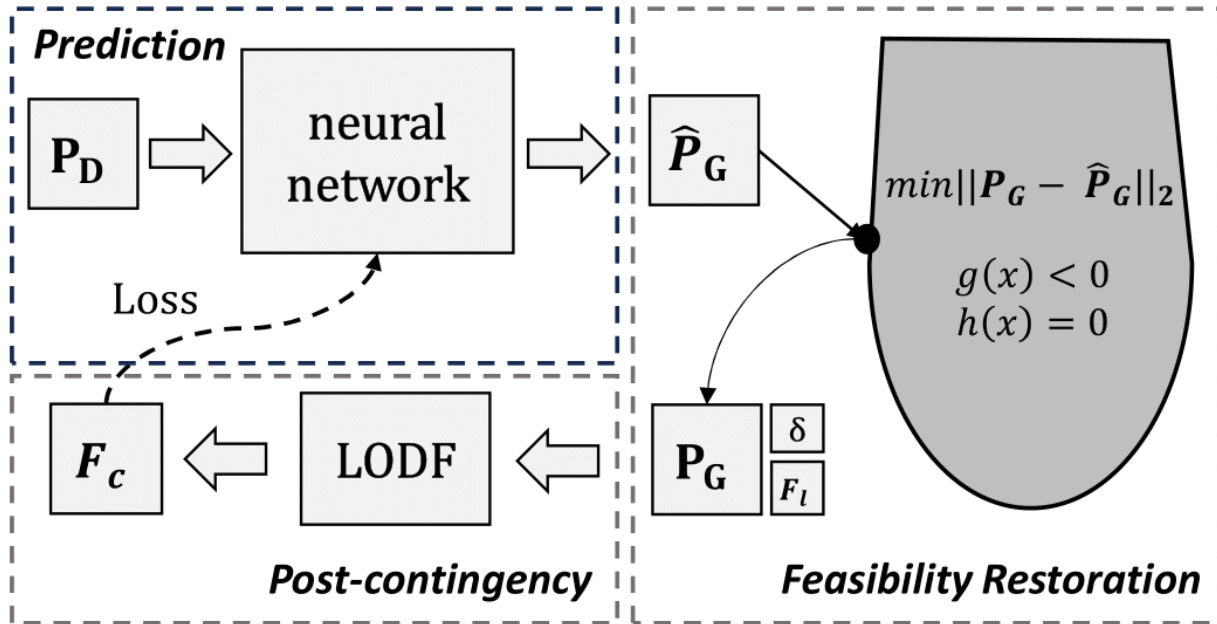 Prediction
P_D
neural
network
Loss
P̂_G
min||P_G − P̂_G||_2
g(x) < 0
h(x) = 0
F_c
LODF
P_G
δ
F_l
Post-contingency
Feasibility Restoration